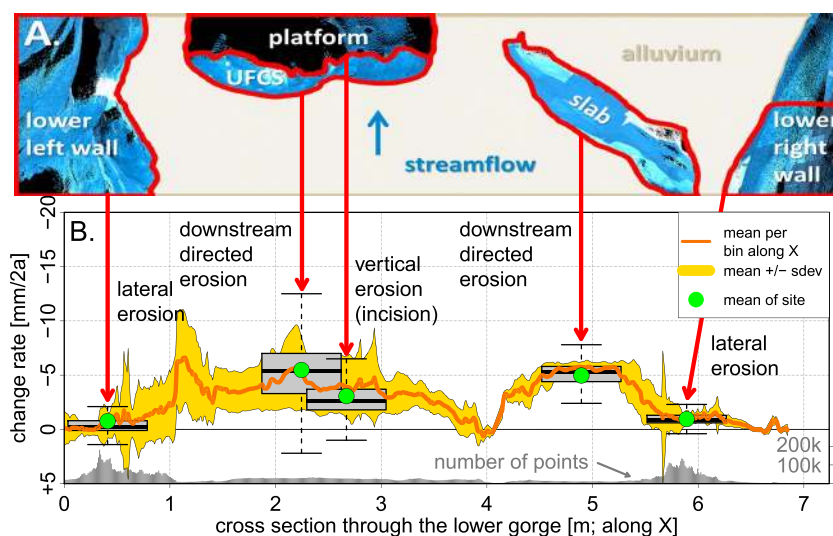 A.
platform
UFCS
alluvium
slab
lower
left wall
lower
right
wall
streamflow
B.
downstream
directed
erosion
downstream
directed
erosion
mean per
bin along X
mean +/− sdev
mean of site
lateral
erosion
vertical
erosion
(incision)
lateral
erosion
change rate [mm/2a]
−20
−15
−10
−5
0
+5
200k
100k
number of points
0 1 2 3 4 5 6 7
cross section through the lower gorge [m; along X]